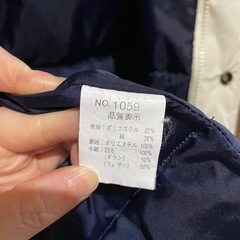 NO.1059
品質表示
表地：ポリエステル 65%
綿 35%
裏地：ポリエステル 100%
中綿：羽毛 100%
(ダウン) 50%
(フェザー) 50%